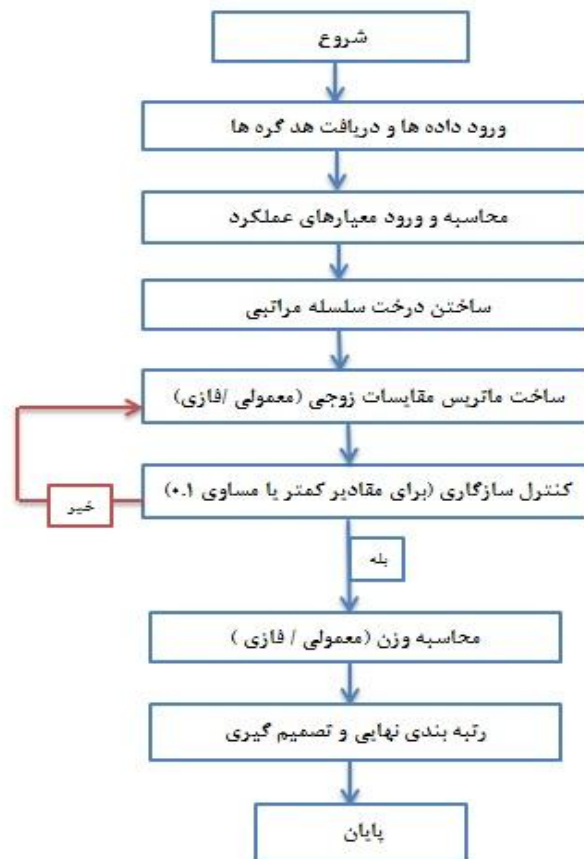 شروع
ورود داده ها و دریافت هد گره ها
محاسبه و ورود معیارهای عملکرد
ساختن درخت سلسله مراتبی
ساخت ماتریس مقایسات زوجی (معمولی /فازی)
کنترل سازگاری (برای مقادیر کمتر یا مساوی ۰.۱)
خیر
بله
محاسبه وزن (معمولی / فازی )
رتبه بندی نهایی و تصمیم گیری
پایان